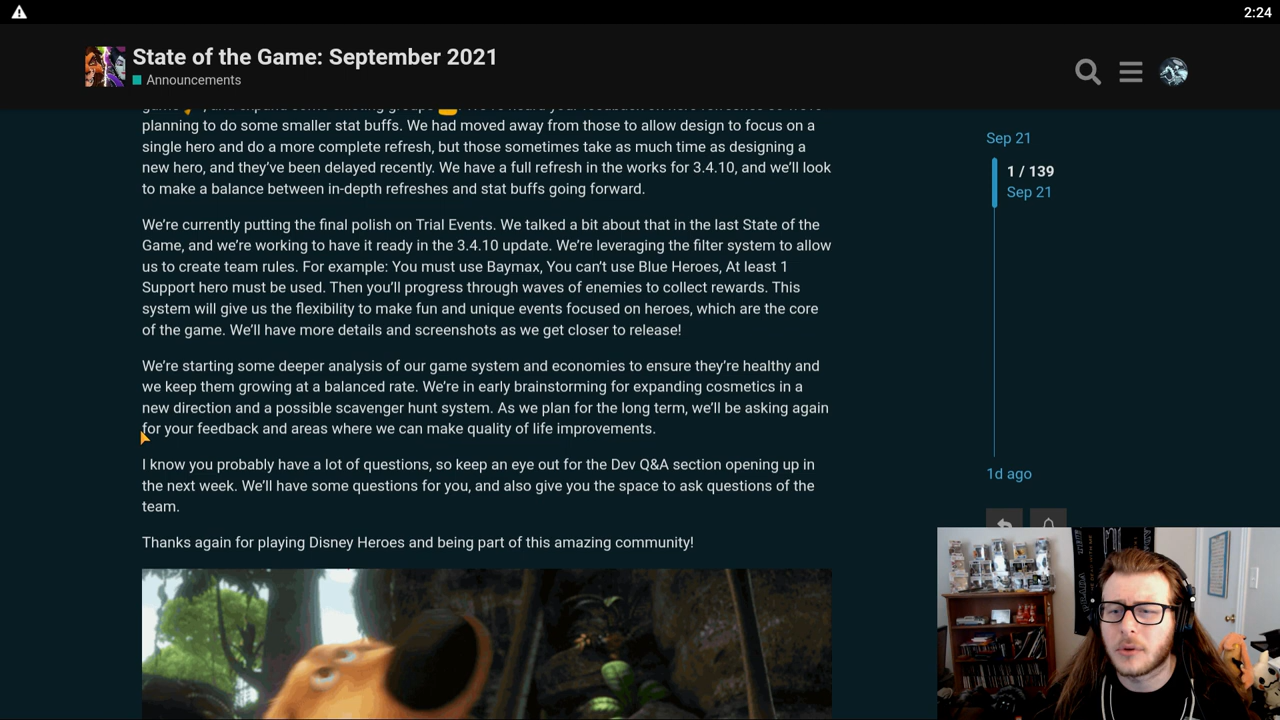 2:24
State of the Game: September 2021
Announcements
planning to do some smaller stat buffs. We had moved away from those to allow design to focus on a
single hero and do a more complete refresh, but those sometimes take as much time as designing a
new hero, and they've been delayed recently. We have a full refresh in the works for 3.4.10, and we'll look
to make a balance between in-depth refreshes and stat buffs going forward.
We're currently putting the final polish on Trial Events. We talked a bit about that in the last State of the
Game, and we're working to have it ready in the 3.4.10 update. We're leveraging the filter system to allow
us to create team rules. For example: You must use Baymax, You can't use Blue Heroes, At least 1
Support hero must be used. Then you'll progress through waves of enemies to collect rewards. This
system will give us the flexibility to make fun and unique events focused on heroes, which are the core
of the game. We'll have more details and screenshots as we get closer to release!
We're starting some deeper analysis of our game system and economies to ensure they're healthy and
we keep them growing at a balanced rate. We're in early brainstorming for expanding cosmetics in a
new direction and a possible scavenger hunt system. As we plan for the long term, we'll be asking again
for your feedback and areas where we can make quality of life improvements.
I know you probably have a lot of questions, so keep an eye out for the Dev Q&A section opening up in
the next week. We'll have some questions for you, and also give you the space to ask questions of the
team.
Thanks again for playing Disney Heroes and being part of this amazing community!
Sep 21
1 / 139
Sep 21
1d ago